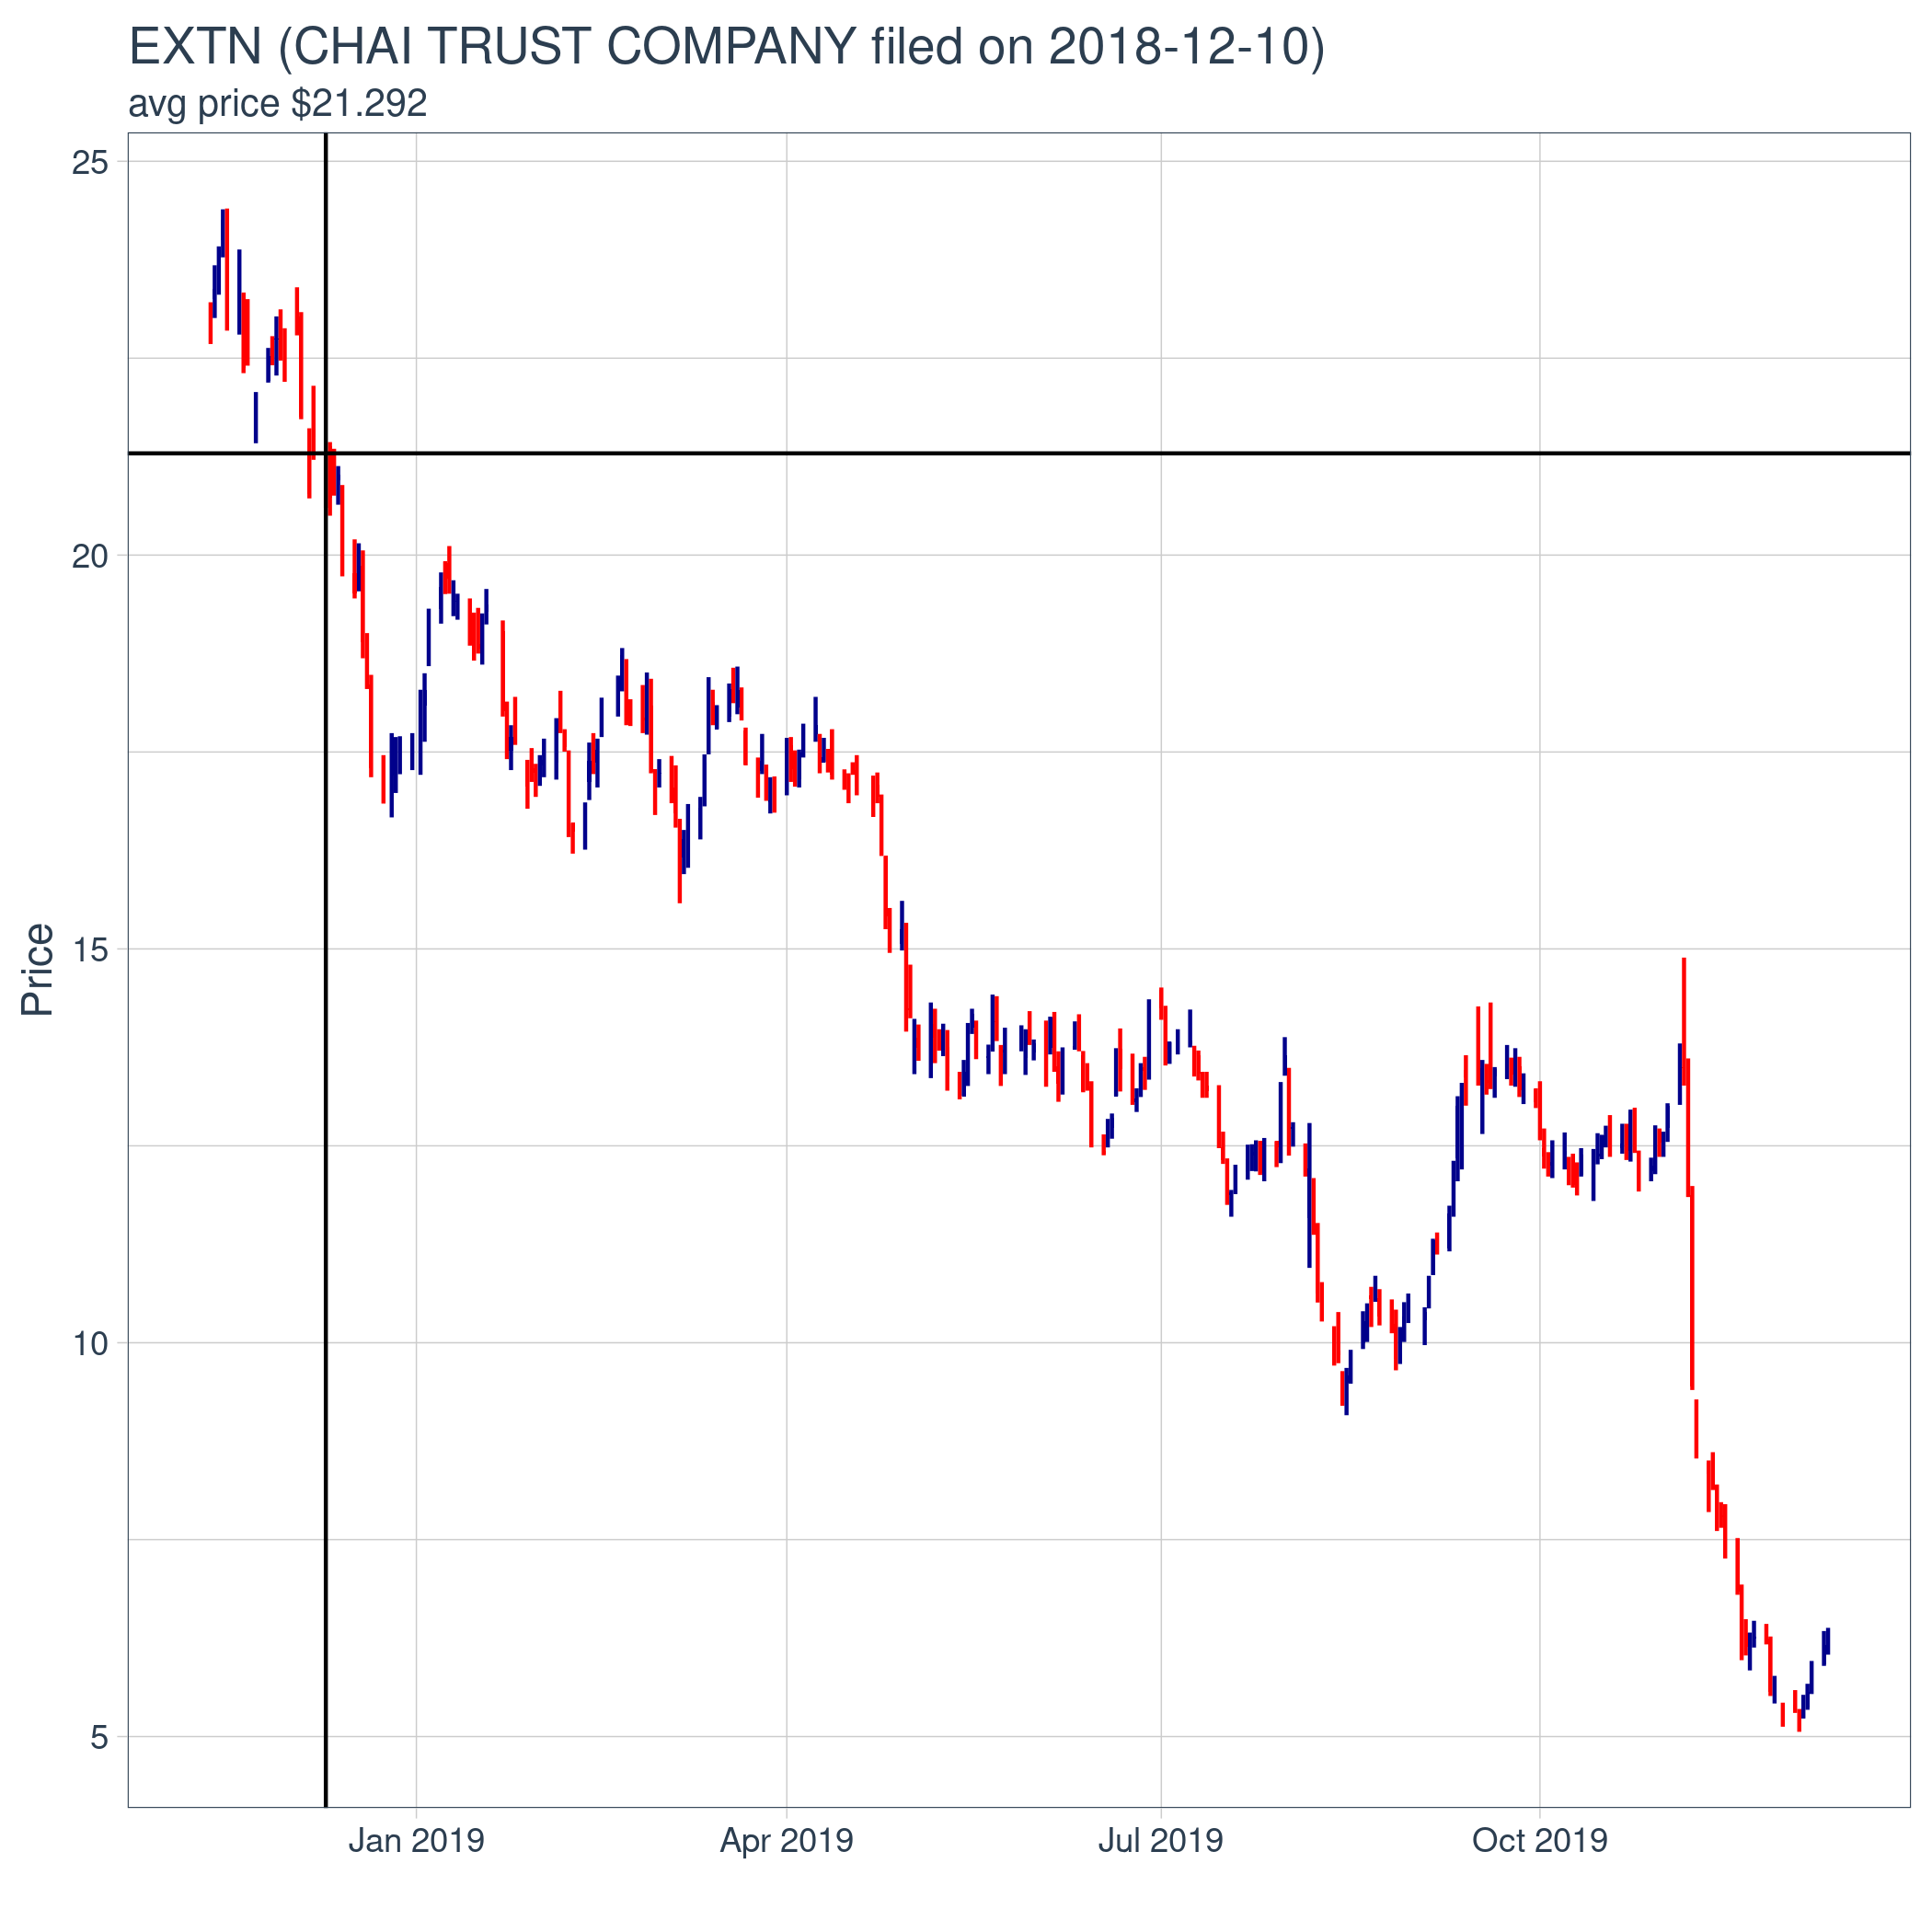 EXTN (CHAI TRUST COMPANY filed on 2018-12-10)
avg price $21.292
25
20
15
10
5
Price
Jan 2019
Apr 2019
Jul 2019
Oct 2019